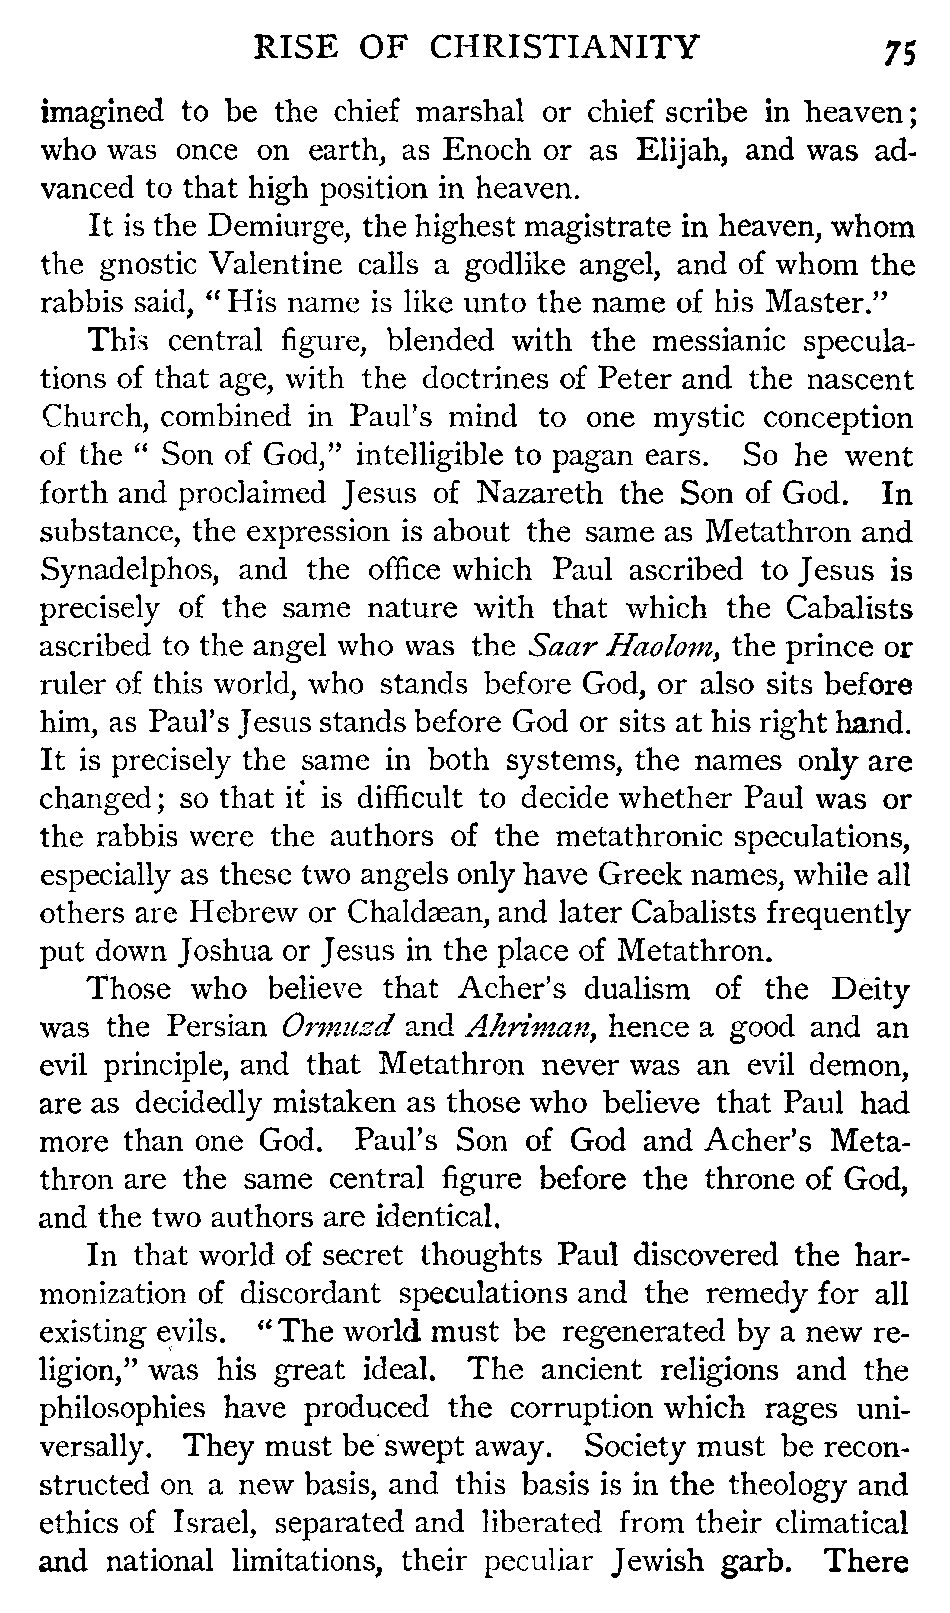 RISE OF CHRISTIANITY 75
imagined to be the chief marshal or chief scribe in heaven;
who was once on earth, as Enoch or as Elijah, and was ad-
vanced to that high position in heaven.
It is the Demiurge, the highest magistrate in heaven, whom
the gnostic Valentine calls a godlike angel, and of whom the
rabbis said, “His name is like unto the name of his Master.”
This central figure, blended with the messianic specula-
tions of that age, with the doctrines of Peter and the nascent
Church, combined in Paul’s mind to one mystic conception
of the “ Son of God,” intelligible to pagan ears. So he went
forth and proclaimed Jesus of Nazareth the Son of God. In
substance, the expression is about the same as Metathron and
Synadelphos, and the office which Paul ascribed to Jesus is
precisely of the same nature with that which the Cabalists
ascribed to the angel who was the Saar Haolom, the prince or
ruler of this world, who stands before God, or also sits before
him, as Paul’s Jesus stands before God or sits at his right hand.
It is precisely the same in both systems, the names only are
changed; so that it is difficult to decide whether Paul was or
the rabbis were the authors of the metathronic speculations,
especially as these two angels only have Greek names, while all
others are Hebrew or Chaldæan, and later Cabalists frequently
put down Joshua or Jesus in the place of Metathron.
Those who believe that Acher’s dualism of the Deity
was the Persian Ormuzd and Ahriman, hence a good and an
evil principle, and that Metathron never was an evil demon,
are as decidedly mistaken as those who believe that Paul had
more than one God. Paul’s Son of God and Acher’s Meta-
thron are the same central figure before the throne of God,
and the two authors are identical.
In that world of secret thoughts Paul discovered the har-
monization of discordant speculations and the remedy for all
existing evils. “The world must be regenerated by a new re-
ligion,” was his great ideal. The ancient religions and the
philosophies have produced the corruption which rages uni-
versally. They must be swept away. Society must be recon-
structed on a new basis, and this basis is in the theology and
ethics of Israel, separated and liberated from their climatical
and national limitations, their peculiar Jewish garb. There